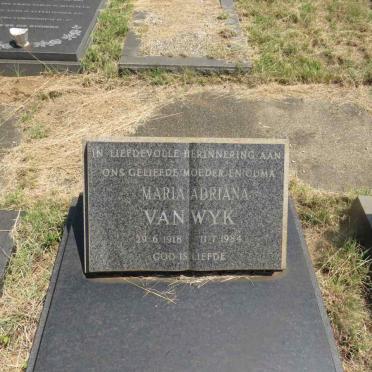 IN LIEFDEVOLLE HERINNERING AAN
ONS GELIEFDE MOEDER EN OUMA
MARIA ADRIANA
VAN WYK
29·6·1918 11·7·1984
GOD IS LIEFDE